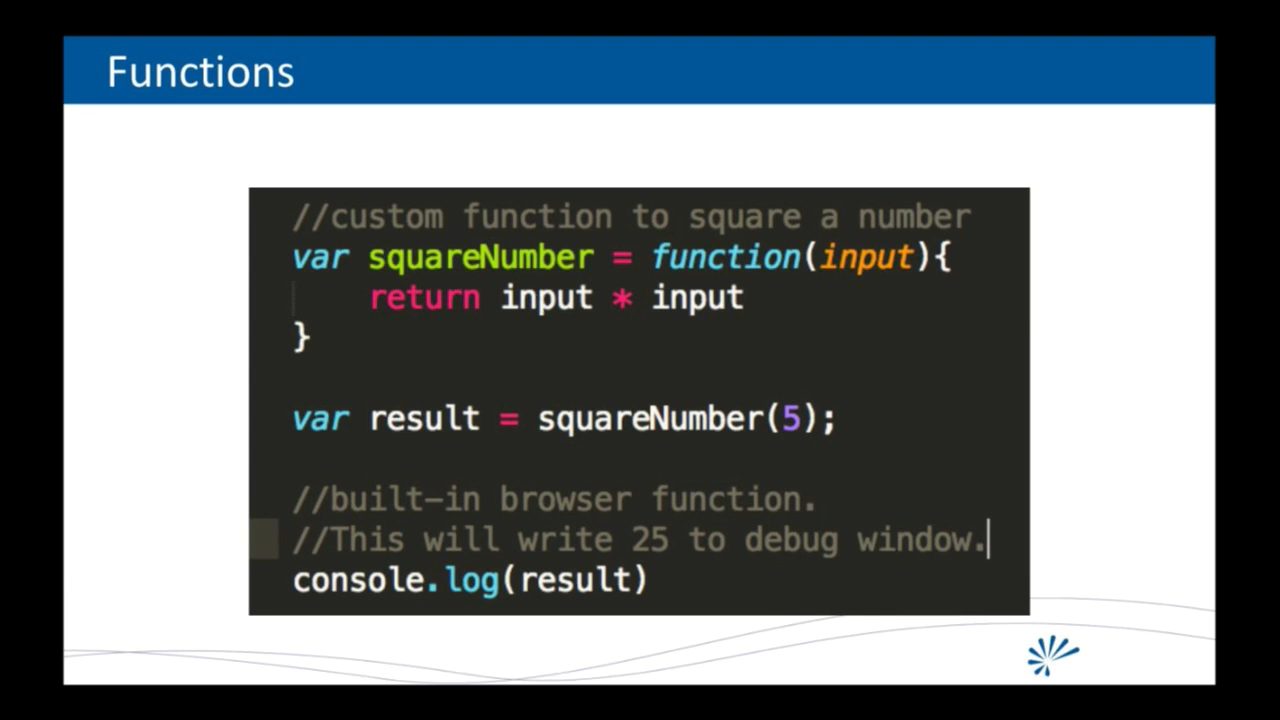 Functions
//custom function to square a number
var squareNumber = function(input){
    return input * input
}
var result = squareNumber(5);
//built-in browser function.
//This will write 25 to debug window.
console.log(result)